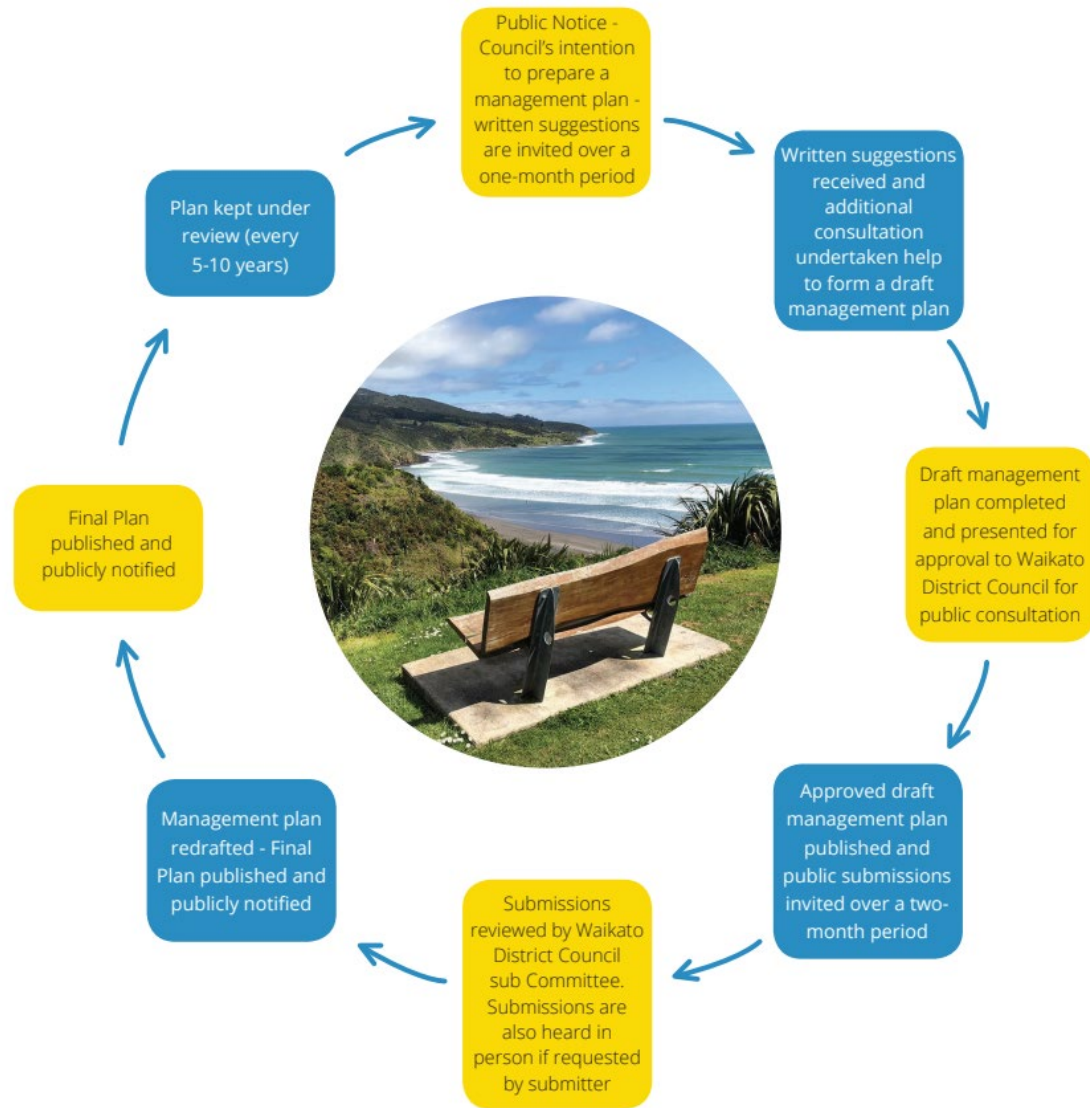 Public Notice -
Council's intention
to prepare a
management plan -
written suggestions
are invited over a
one-month period
Written suggestions
received and
additional
consultation
undertaken help
to form a draft
management plan
Draft management
plan completed
and presented for
approval to Waikato
District Council for
public consultation
Approved draft
management plan
published and
public submissions
invited over a two-
month period
Submissions
reviewed by Waikato
District Council
sub Committee.
Submissions are
also heard in
person if requested
by submitter
Management plan
redrafted - Final
Plan published and
publicly notified
Final Plan
published and
publicly notified
Plan kept under
review (every
5-10 years)